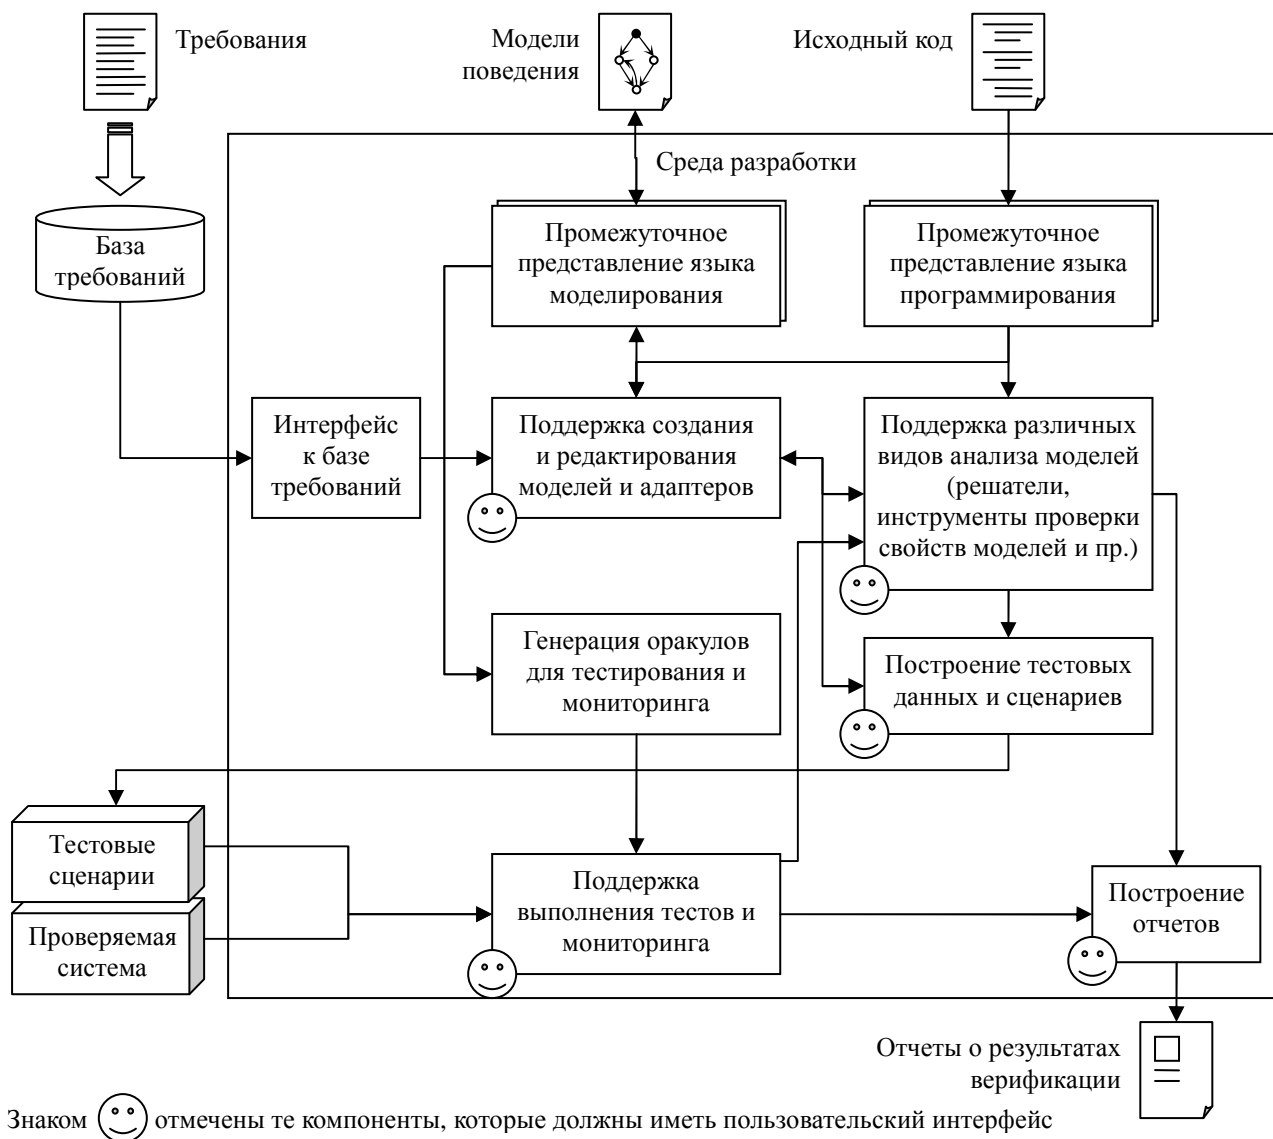 Требования
Модели
поведения
Исходный код
Среда разработки
База
требований
Промежуточное
представление языка
моделирования
Промежуточное
представление языка
программирования
Интерфейс
к базе
требований
Поддержка создания
и редактирования
моделей и адаптеров
Поддержка различных
видов анализа моделей
(решатели,
инструменты проверки
свойств моделей и пр.)
Генерация оракулов
для тестирования и
мониторинга
Построение тестовых
данных и сценариев
Тестовые
сценарии
Проверяемая
система
Поддержка
выполнения тестов и
мониторинга
Построение
отчетов
Отчеты о результатах
верификации
Знаком отмечены те компоненты, которые должны иметь пользовательский интерфейс